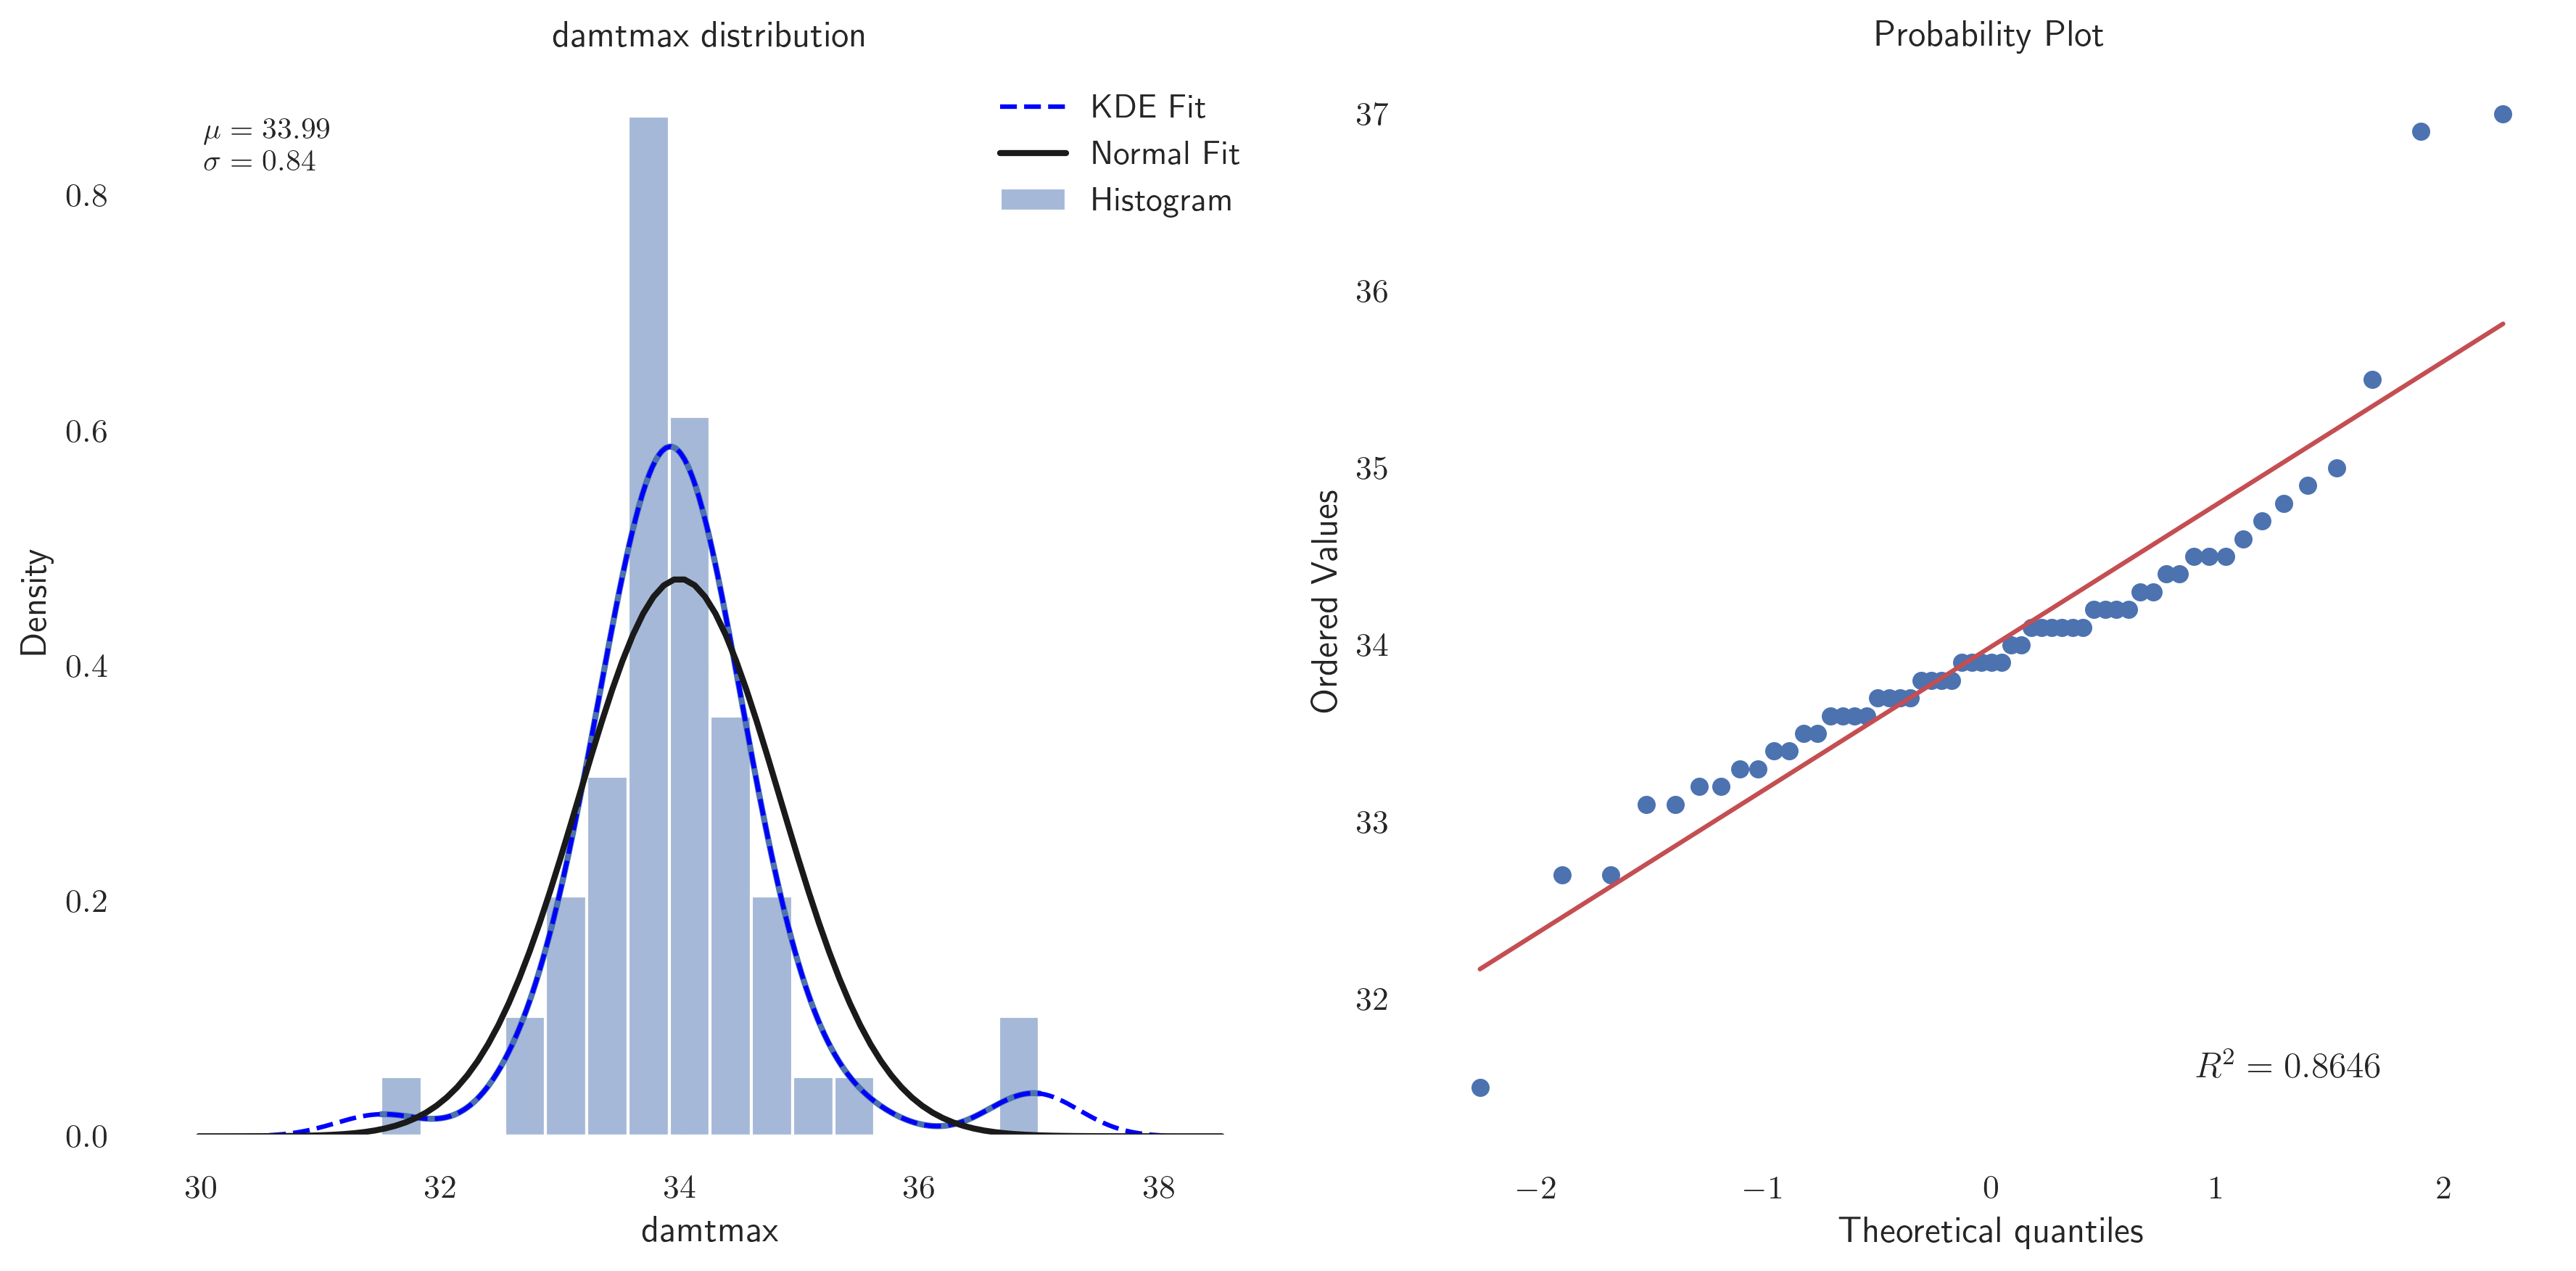 damtmax distribution
μ = 33.99
σ = 0.84
KDE Fit
Normal Fit
Histogram
Density
0.8
0.6
0.4
0.2
0.0
30 32 34 36 38
damtmax
Probability Plot
Ordered Values
37
36
35
34
33
32
R² = 0.8646
−2 −1 0 1 2
Theoretical quantiles